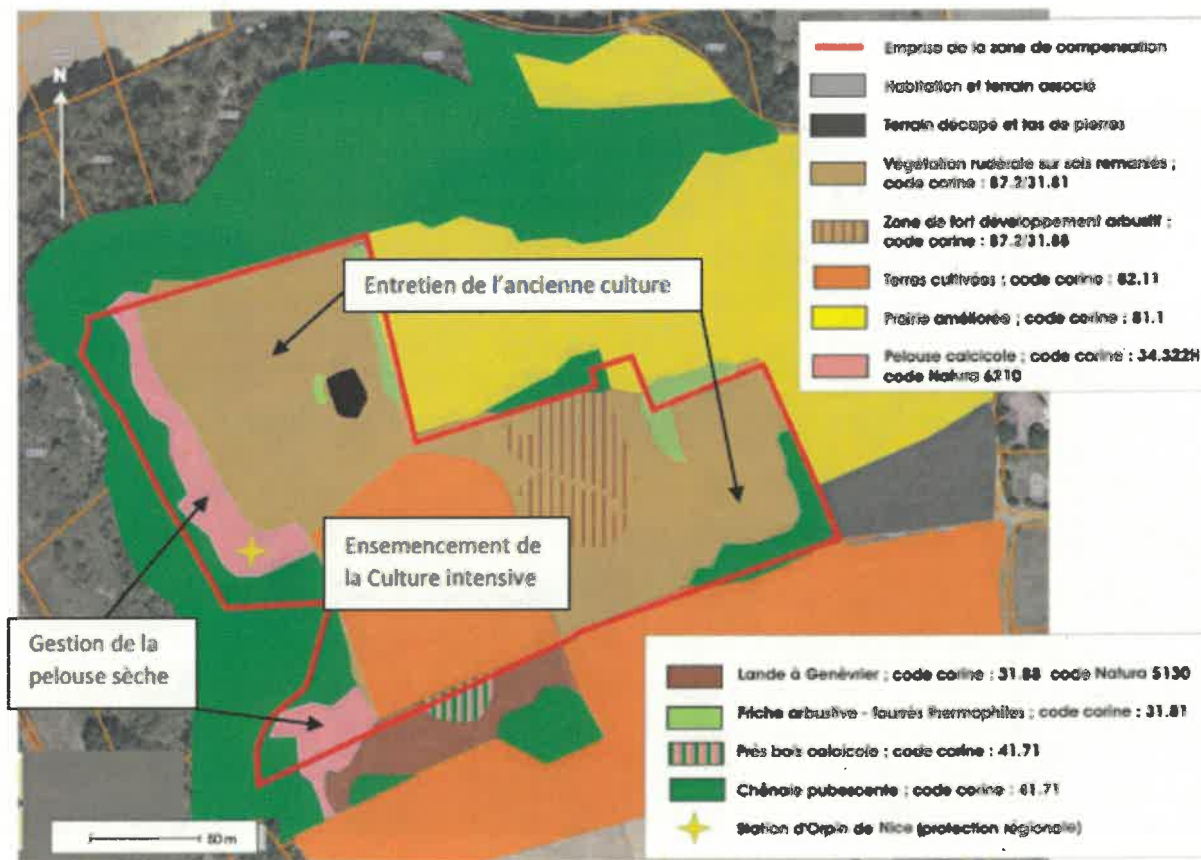 Emprise de la zone de compensation
Habitation et terrain associé
Terrain décapé et tas de pierres
Végétation rudérale sur sols remaniés ;
code corine : 87.2/31.81
Zone de fort développement arbustif ;
code corine : 87.2/31.88
Terres cultivées ; code corine : 82.11
Prairie améliorée ; code corine : 81.1
Pelouse calcicole ; code corine : 34.322H
code Natura 6210
N
Entretien de l'ancienne culture
Ensemencement de
la Culture intensive
Gestion de la
pelouse sèche
Lande à Genévrier ; code corine : 31.88 code Natura 5130
Friche arbustive - fourrés thermophiles ; code corine : 31.81
Prés bois calcicole ; code corine : 41.71
Chênaie pubescente ; code corine : 41.71
Station d'Orpin de Nice (protection régionale)
50 m